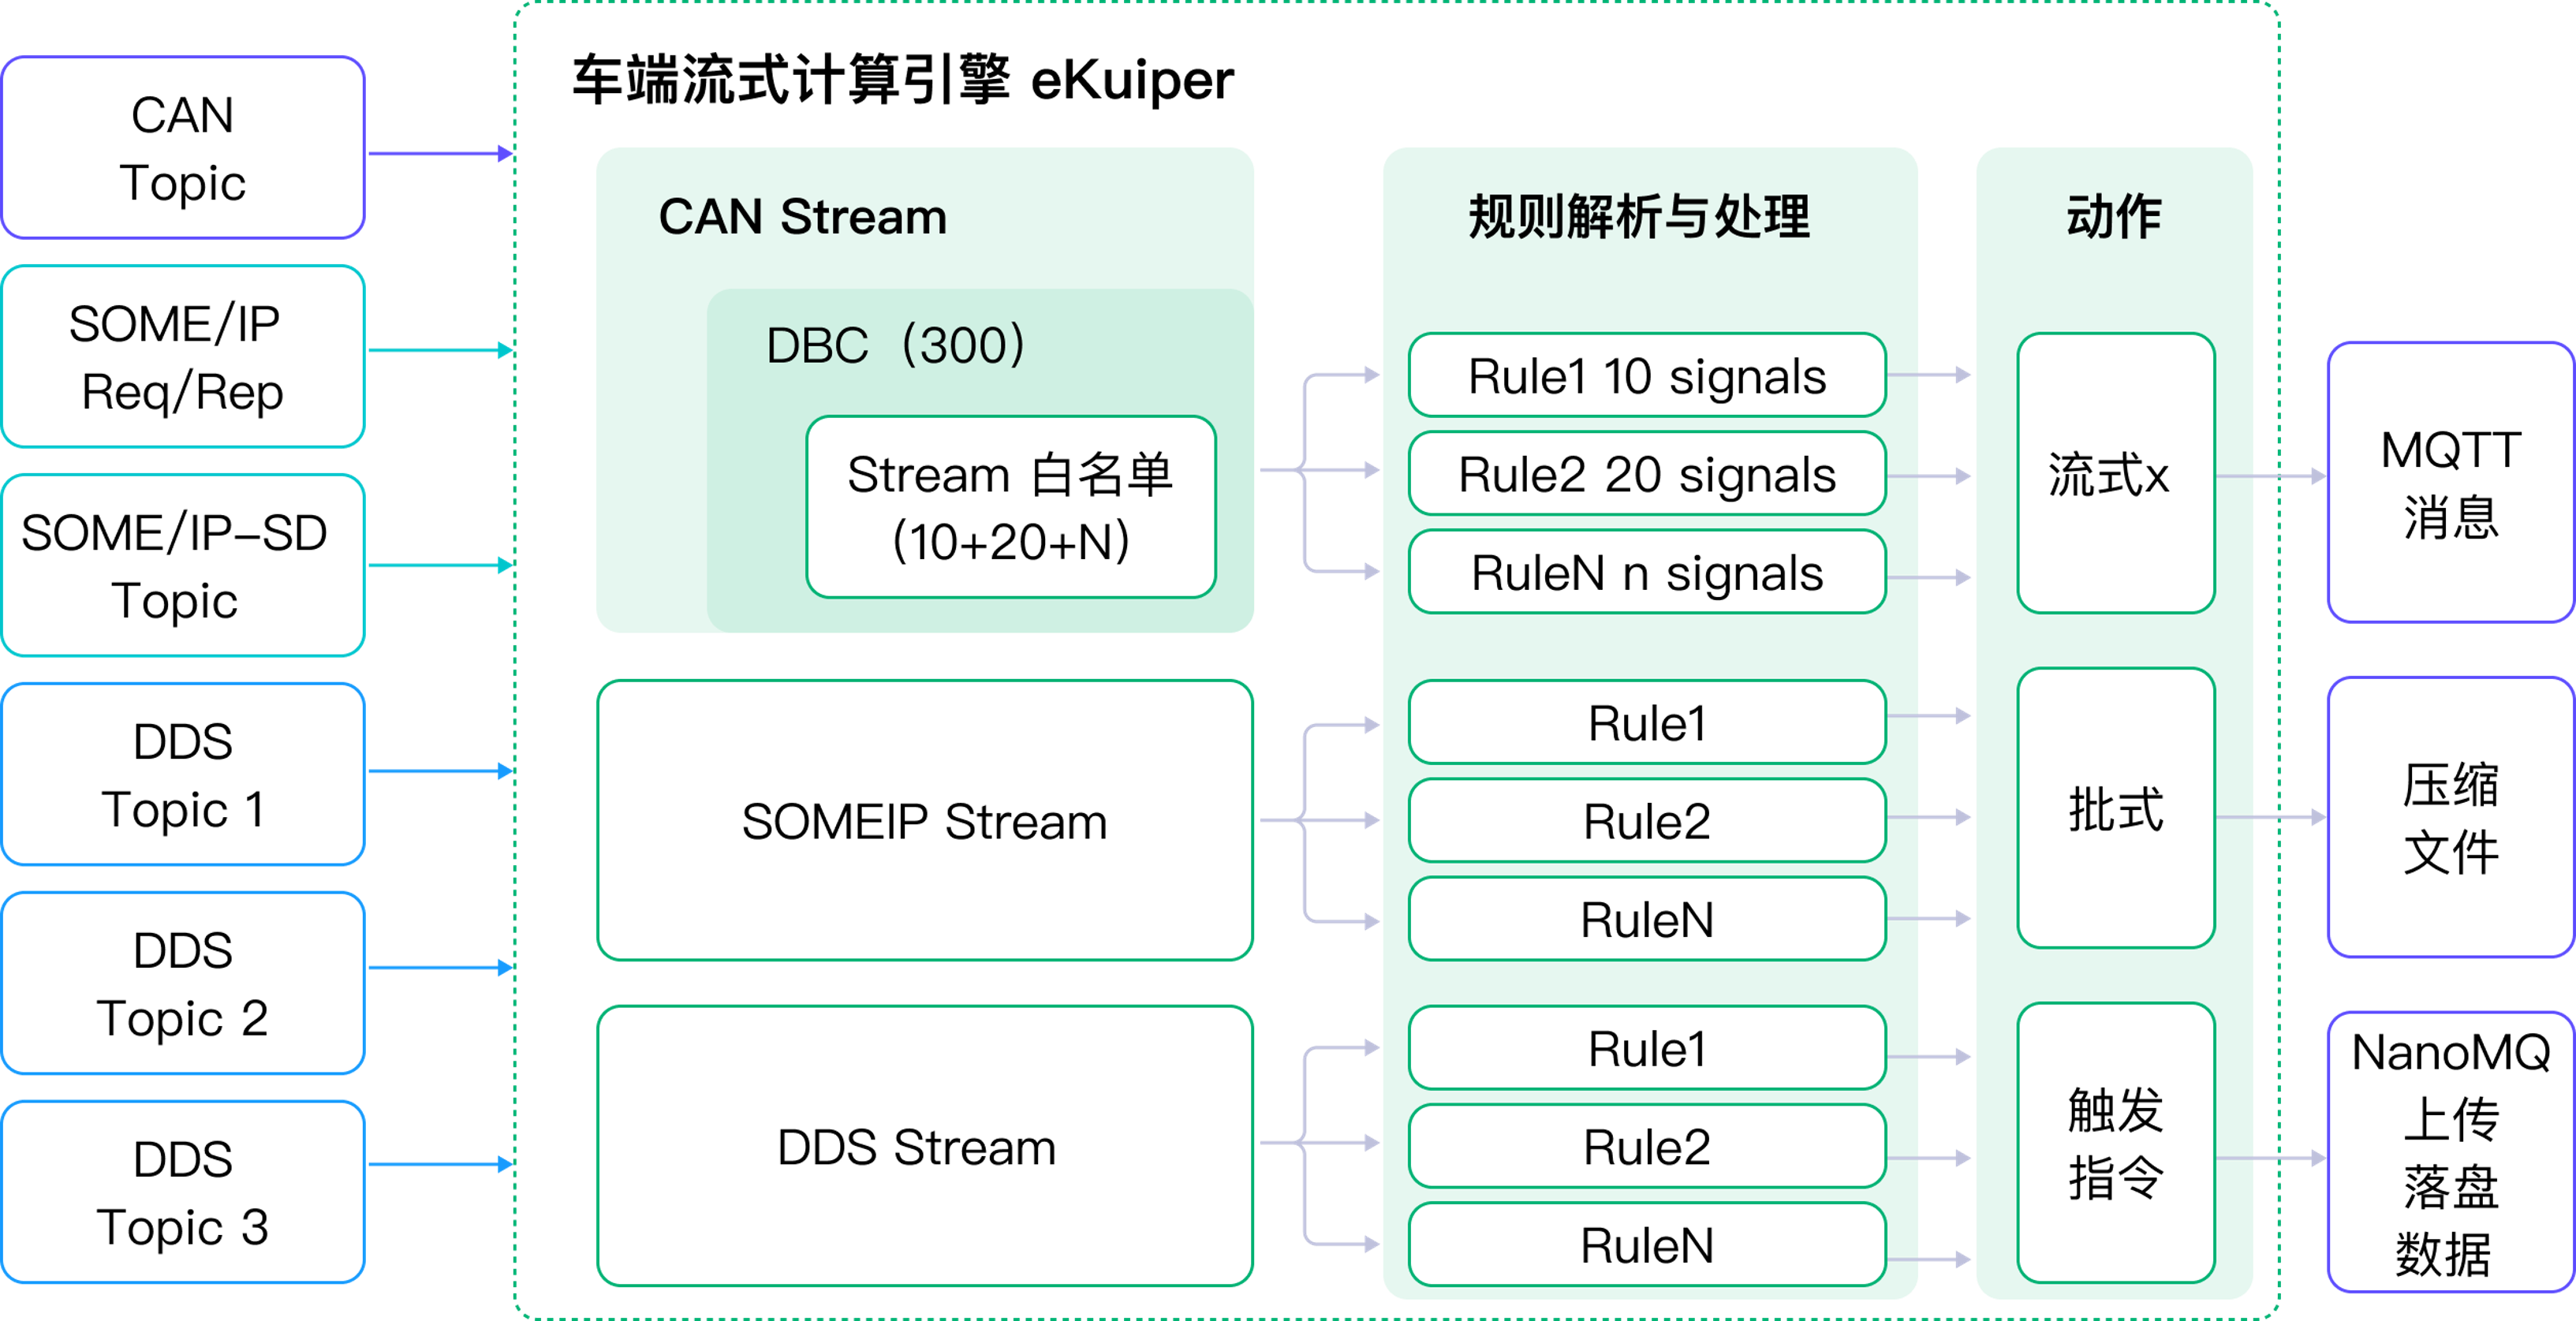 车端流式计算引擎 eKuiper
CAN
Topic
SOME/IP
Req/Rep
SOME/IP-SD
Topic
DDS
Topic 1
DDS
Topic 2
DDS
Topic 3
CAN Stream
DBC（300）
Stream 白名单
(10+20+N)
SOMEIP Stream
DDS Stream
规则解析与处理
Rule1 10 signals
Rule2 20 signals
RuleN n signals
Rule1
Rule2
RuleN
Rule1
Rule2
RuleN
动作
流式x
批式
触发
指令
MQTT
消息
压缩
文件
NanoMQ
上传
落盘
数据